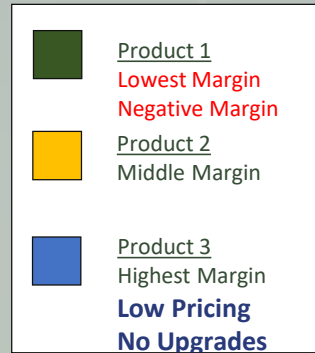 Product 1
Lowest Margin
Negative Margin
Product 2
Middle Margin
Product 3
Highest Margin
Low Pricing
No Upgrades